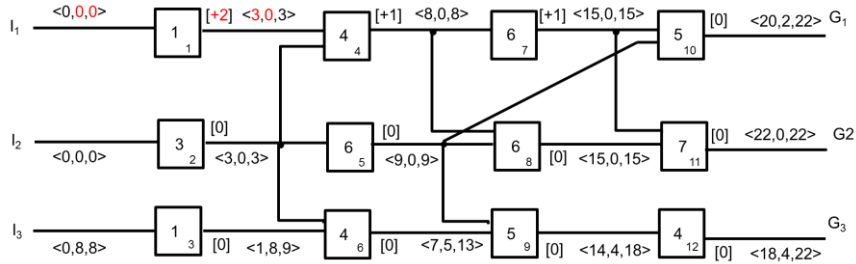 <0,0,0> [+2] <3,0,3> [+1] <8,0,8> [+1] <15,0,15> [0] <20,2,22> G1
I1 1 1 4 4 6 7 5 10
[0] [0] [0] <22,0,22> G2
I2 3 2 6 5 6 8 7 11
<0,0,0> <3,0,3> <9,0,9> [0] <15,0,15>
I3 1 3 4 6 5 9 4 12 G3
<0,8,8> [0] <1,8,9> [0] <7,5,13> [0] <14,4,18> [0] <18,4,22>